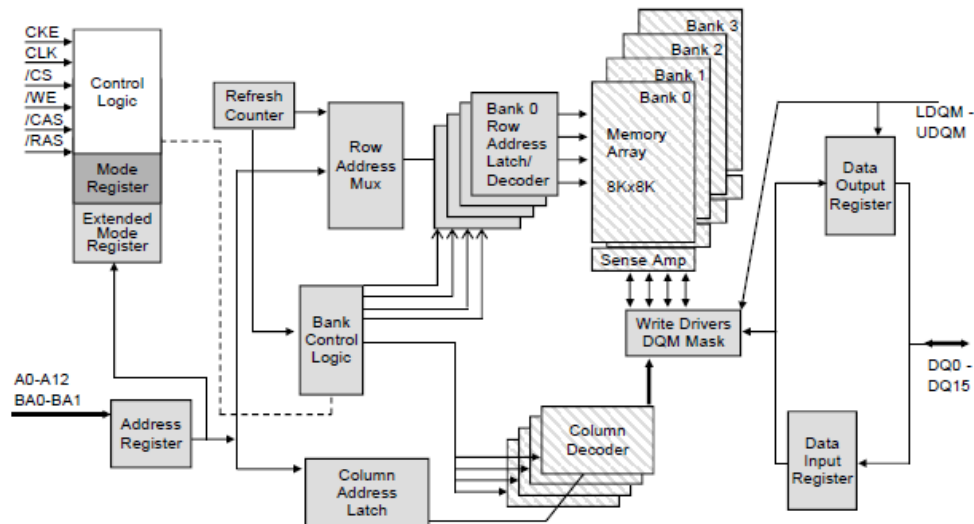 CKE
CLK
/CS
/WE
/CAS
/RAS
Control
Logic
Mode
Register
Extended
Mode
Register
A0-A12
BA0-BA1
Address
Register
Refresh
Counter
Row
Address
Mux
Bank
Control
Logic
Column
Address
Latch
Bank 0
Row
Address
Latch/
Decoder
Bank 3
Bank 2
Bank 1
Bank 0
Memory
Array
8Kx8K
Sense Amp
Write Drivers
DQM Mask
Column
Decoder
LDQM -
UDQM
Data
Output
Register
DQ0 -
DQ15
Data
Input
Register